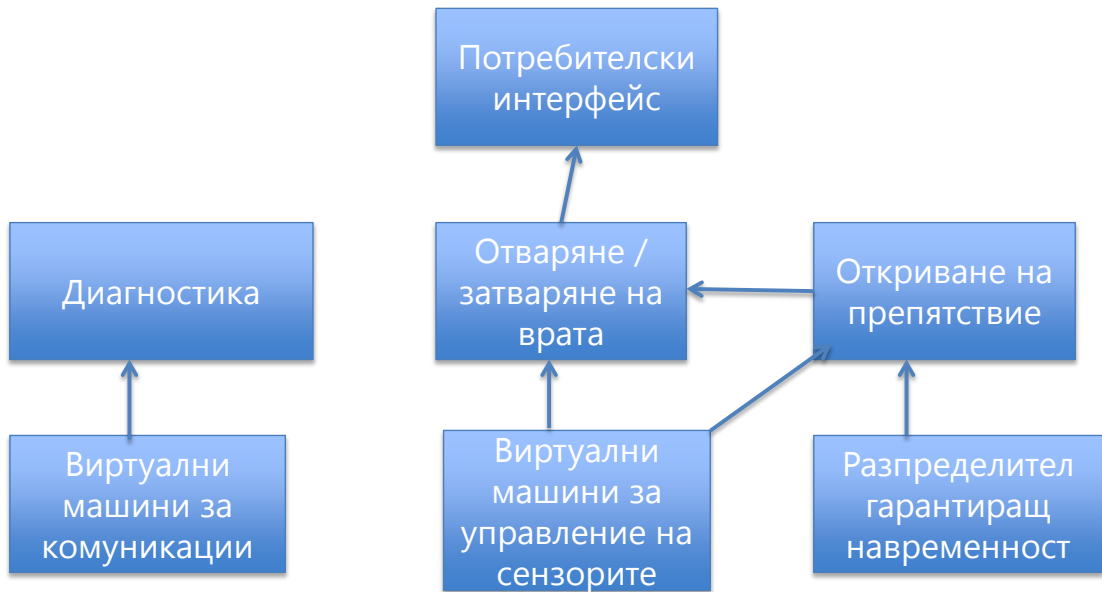 Потребителски
интерфейс
Диагностика
Отваряне /
затваряне на
врата
Откриване на
препятствие
Виртуални
машини за
комуникации
Виртуални
машини за
управление на
сензорите
Разпределител
гарантиращ
навременност